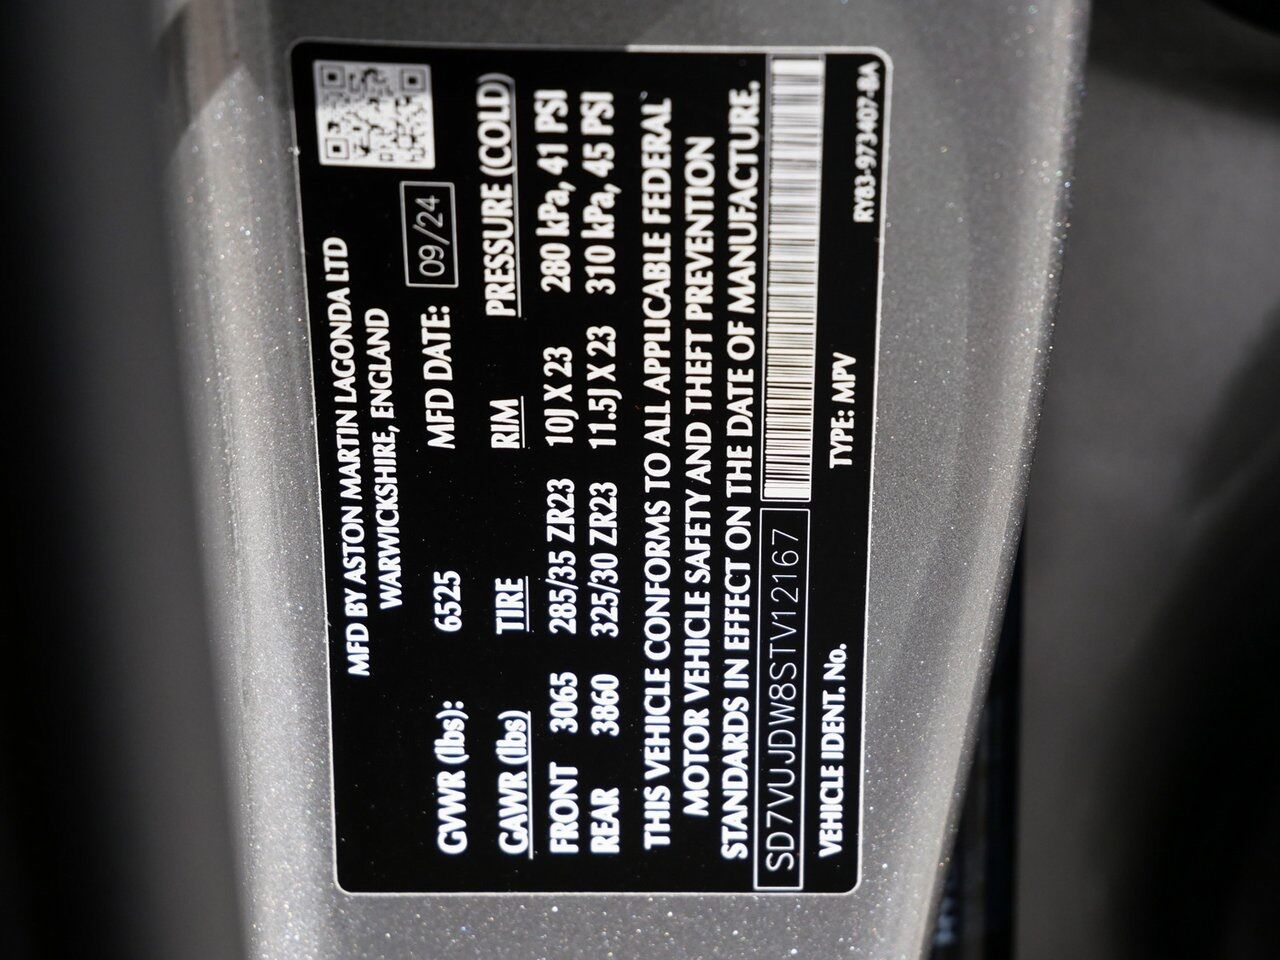 MFD BY ASTON MARTIN LAGONDA LTD
WARWICKSHIRE, ENGLAND
GVWR (lbs): 6525 MFD DATE: 09/24
GAWR (lbs) TIRE RIM PRESSURE (COLD)
FRONT 3065 285/35 ZR23 10J X 23 280 kPa, 41 PSI
REAR 3860 325/30 ZR23 11.5J X 23 310 kPa, 45 PSI
THIS VEHICLE CONFORMS TO ALL APPLICABLE FEDERAL
MOTOR VEHICLE SAFETY AND THEFT PREVENTION
STANDARDS IN EFFECT ON THE DATE OF MANUFACTURE.
SD7VUJDW8STV12167
VEHICLE IDENT. No. TYPE: MPV RY83-973407-BA